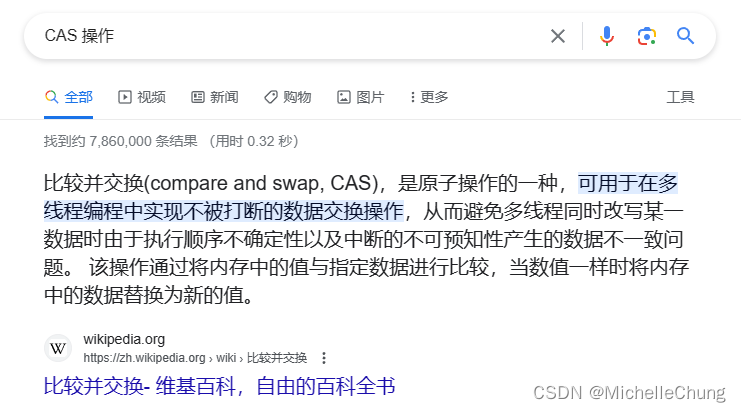 CAS 操作
全部 视频 新闻 购物 图片 更多 工具
找到约 7,860,000 条结果 （用时 0.32 秒）
比较并交换(compare and swap, CAS)，是原子操作的一种，可用于在多
线程编程中实现不被打断的数据交换操作，从而避免多线程同时改写某一
数据时由于执行顺序不确定性以及中断的不可预知性产生的数据不一致问
题。 该操作通过将内存中的值与指定数据进行比较，当数值一样时将内存
中的数据替换为新的值。
W wikipedia.org
https://zh.wikipedia.org › wiki › 比较并交换
比较并交换- 维基百科，自由的百科全书
CSDN @MichelleChung